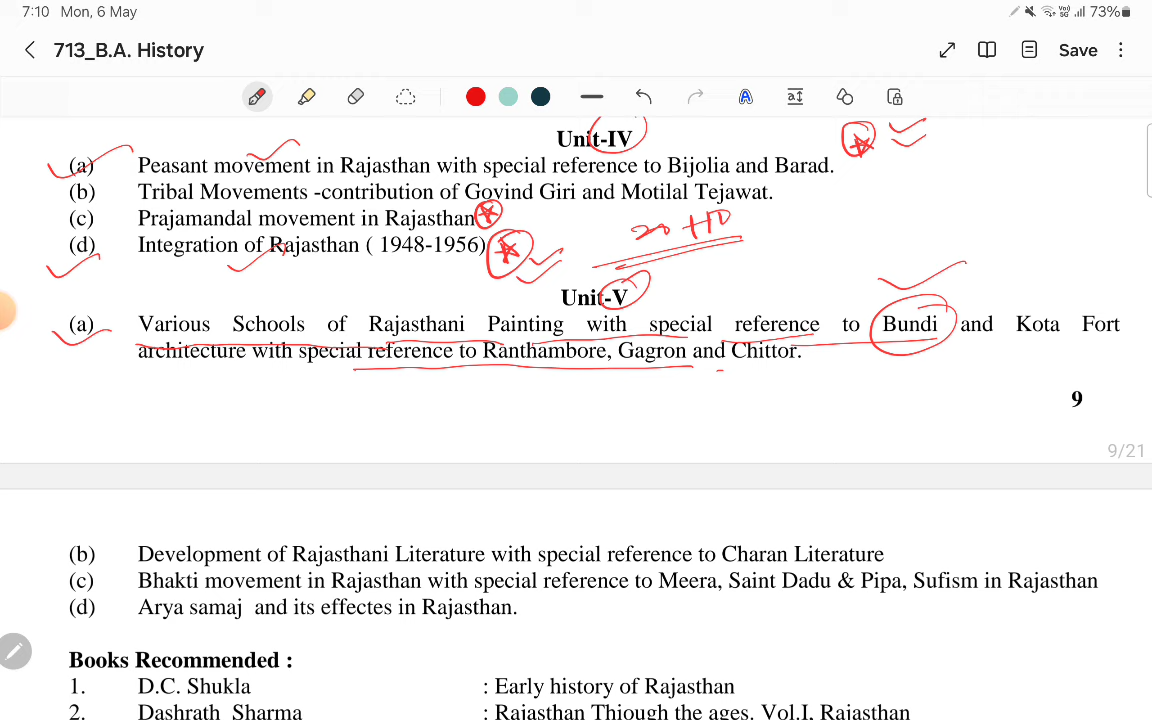 7:10 Mon, 6 May 73%
713_B.A. History Save
Unit-IV
(a) Peasant movement in Rajasthan with special reference to Bijolia and Barad.
(b) Tribal Movements -contribution of Govind Giri and Motilal Tejawat.
(c) Prajamandal movement in Rajasthan
(d) Integration of Rajasthan ( 1948-1956)
Unit-V
(a) Various Schools of Rajasthani Painting with special reference to Bundi and Kota Fort
architecture with special reference to Ranthambore, Gagron and Chittor.
9
9/21
(b) Development of Rajasthani Literature with special reference to Charan Literature
(c) Bhakti movement in Rajasthan with special reference to Meera, Saint Dadu & Pipa, Sufism in Rajasthan
(d) Arya samaj and its effectes in Rajasthan.
Books Recommended :
1. D.C. Shukla : Early history of Rajasthan
2. Dashrath Sharma : Rajasthan Thiough the ages. Vol.I, Rajasthan